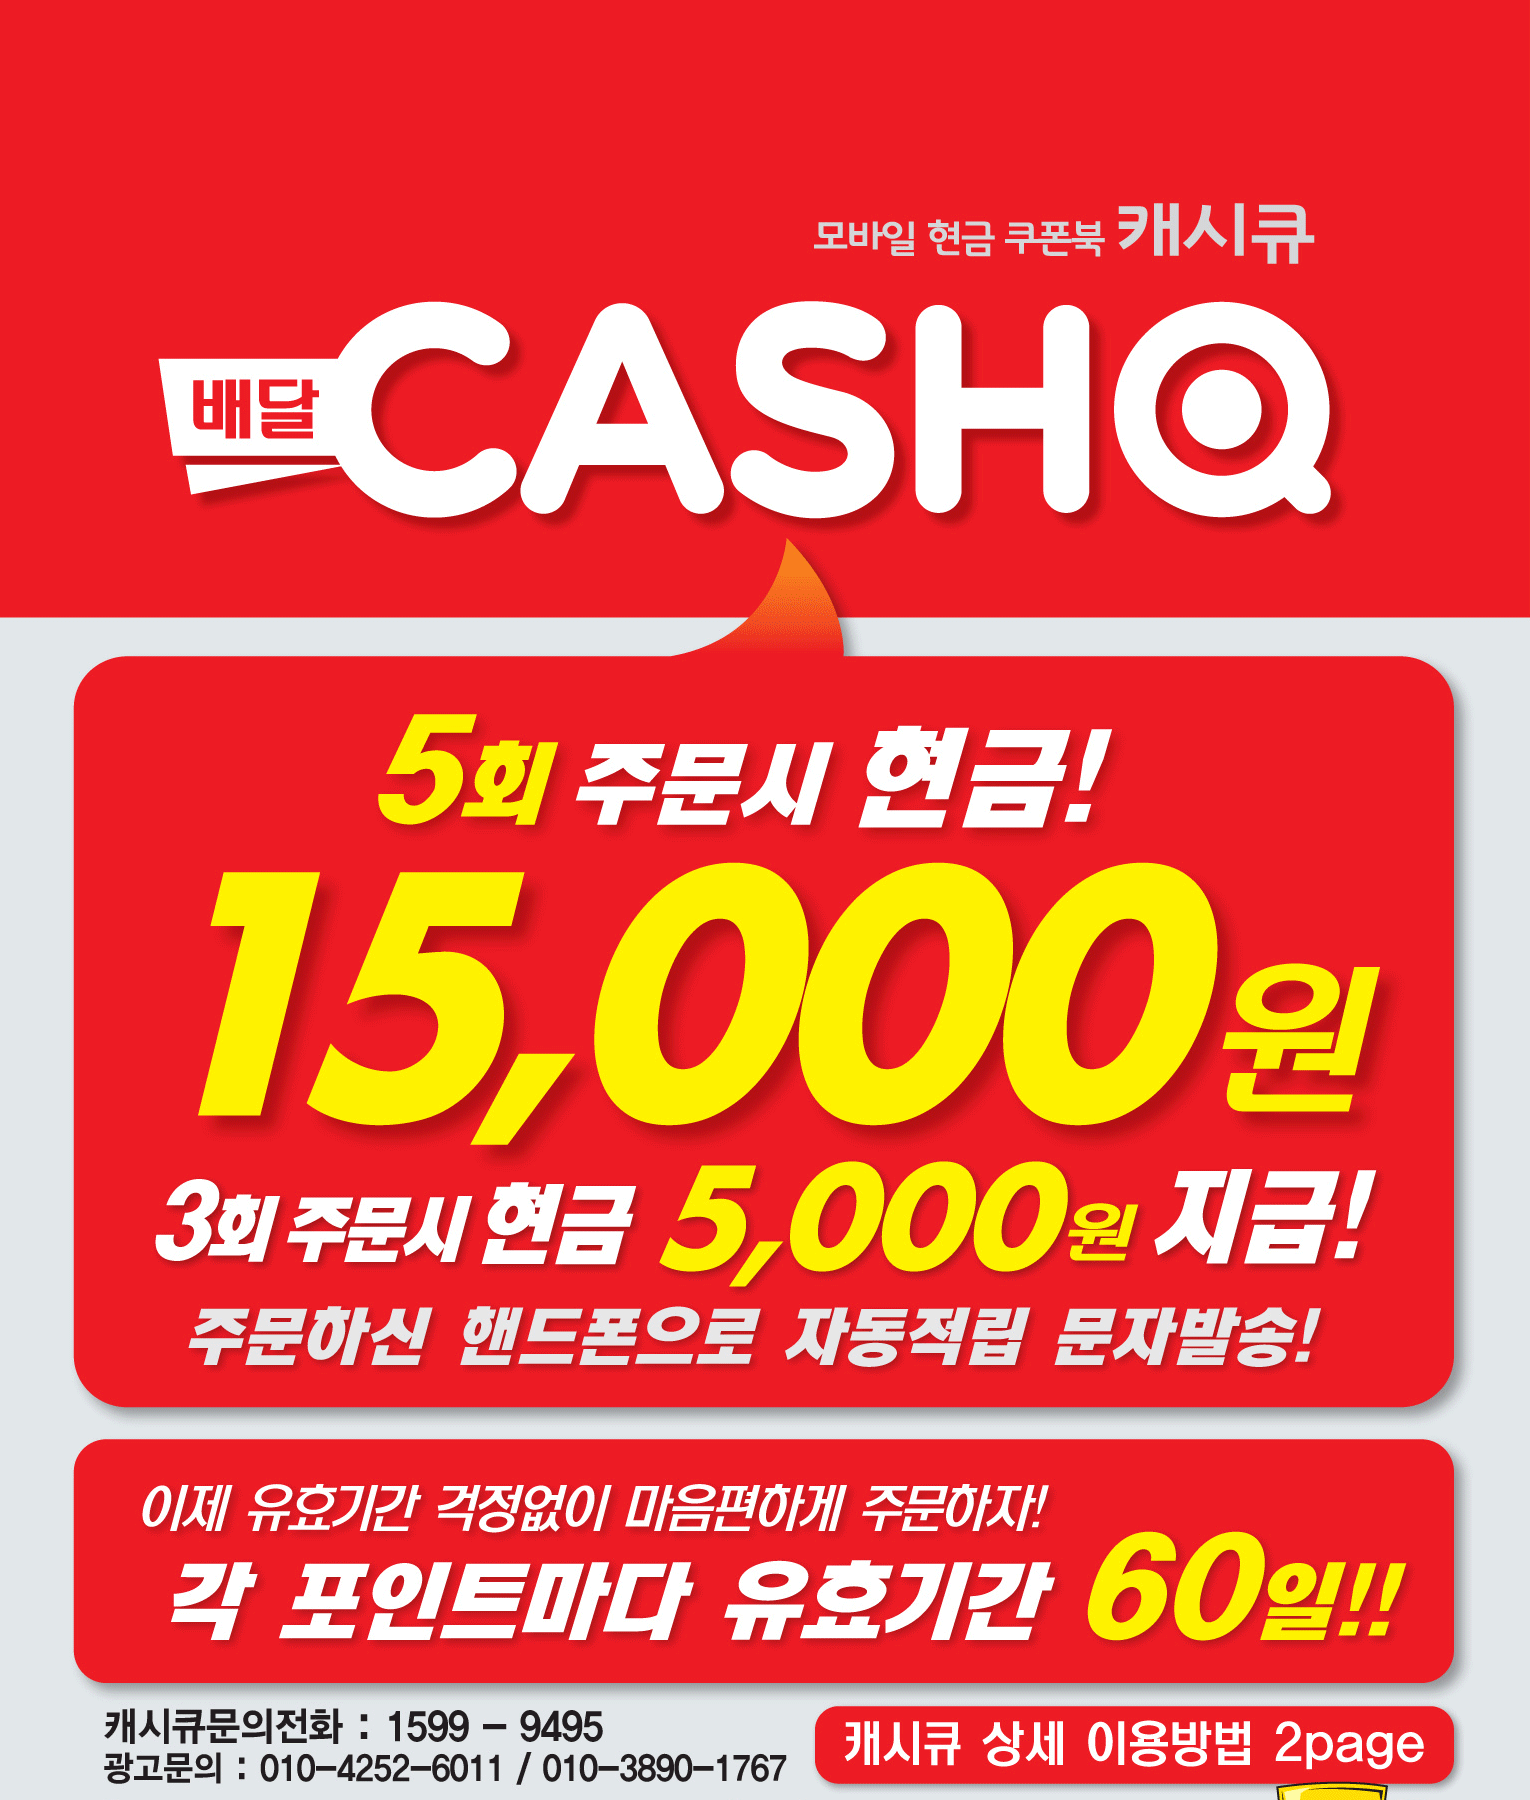 모바일 현금 쿠폰북 캐시큐
배달 CASHQ
5회 주문시 현금!
15,000원
3회 주문시 현금 5,000원 지급!
주문하신 핸드폰으로 자동적립 문자발송!
이제 유효기간 걱정없이 마음편하게 주문하자!
각 포인트마다 유효기간 60일!!
캐시큐문의전화 : 1599 - 9495
광고문의 : 010-4252-6011 / 010-3890-1767
캐시큐 상세 이용방법 2page